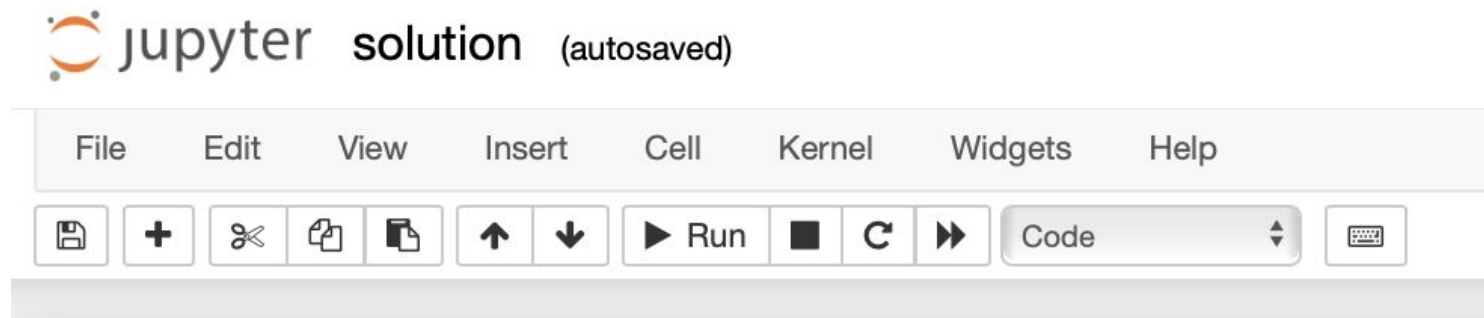 jupyter solution (autosaved)
File Edit View Insert Cell Kernel Widgets Help
Run Code